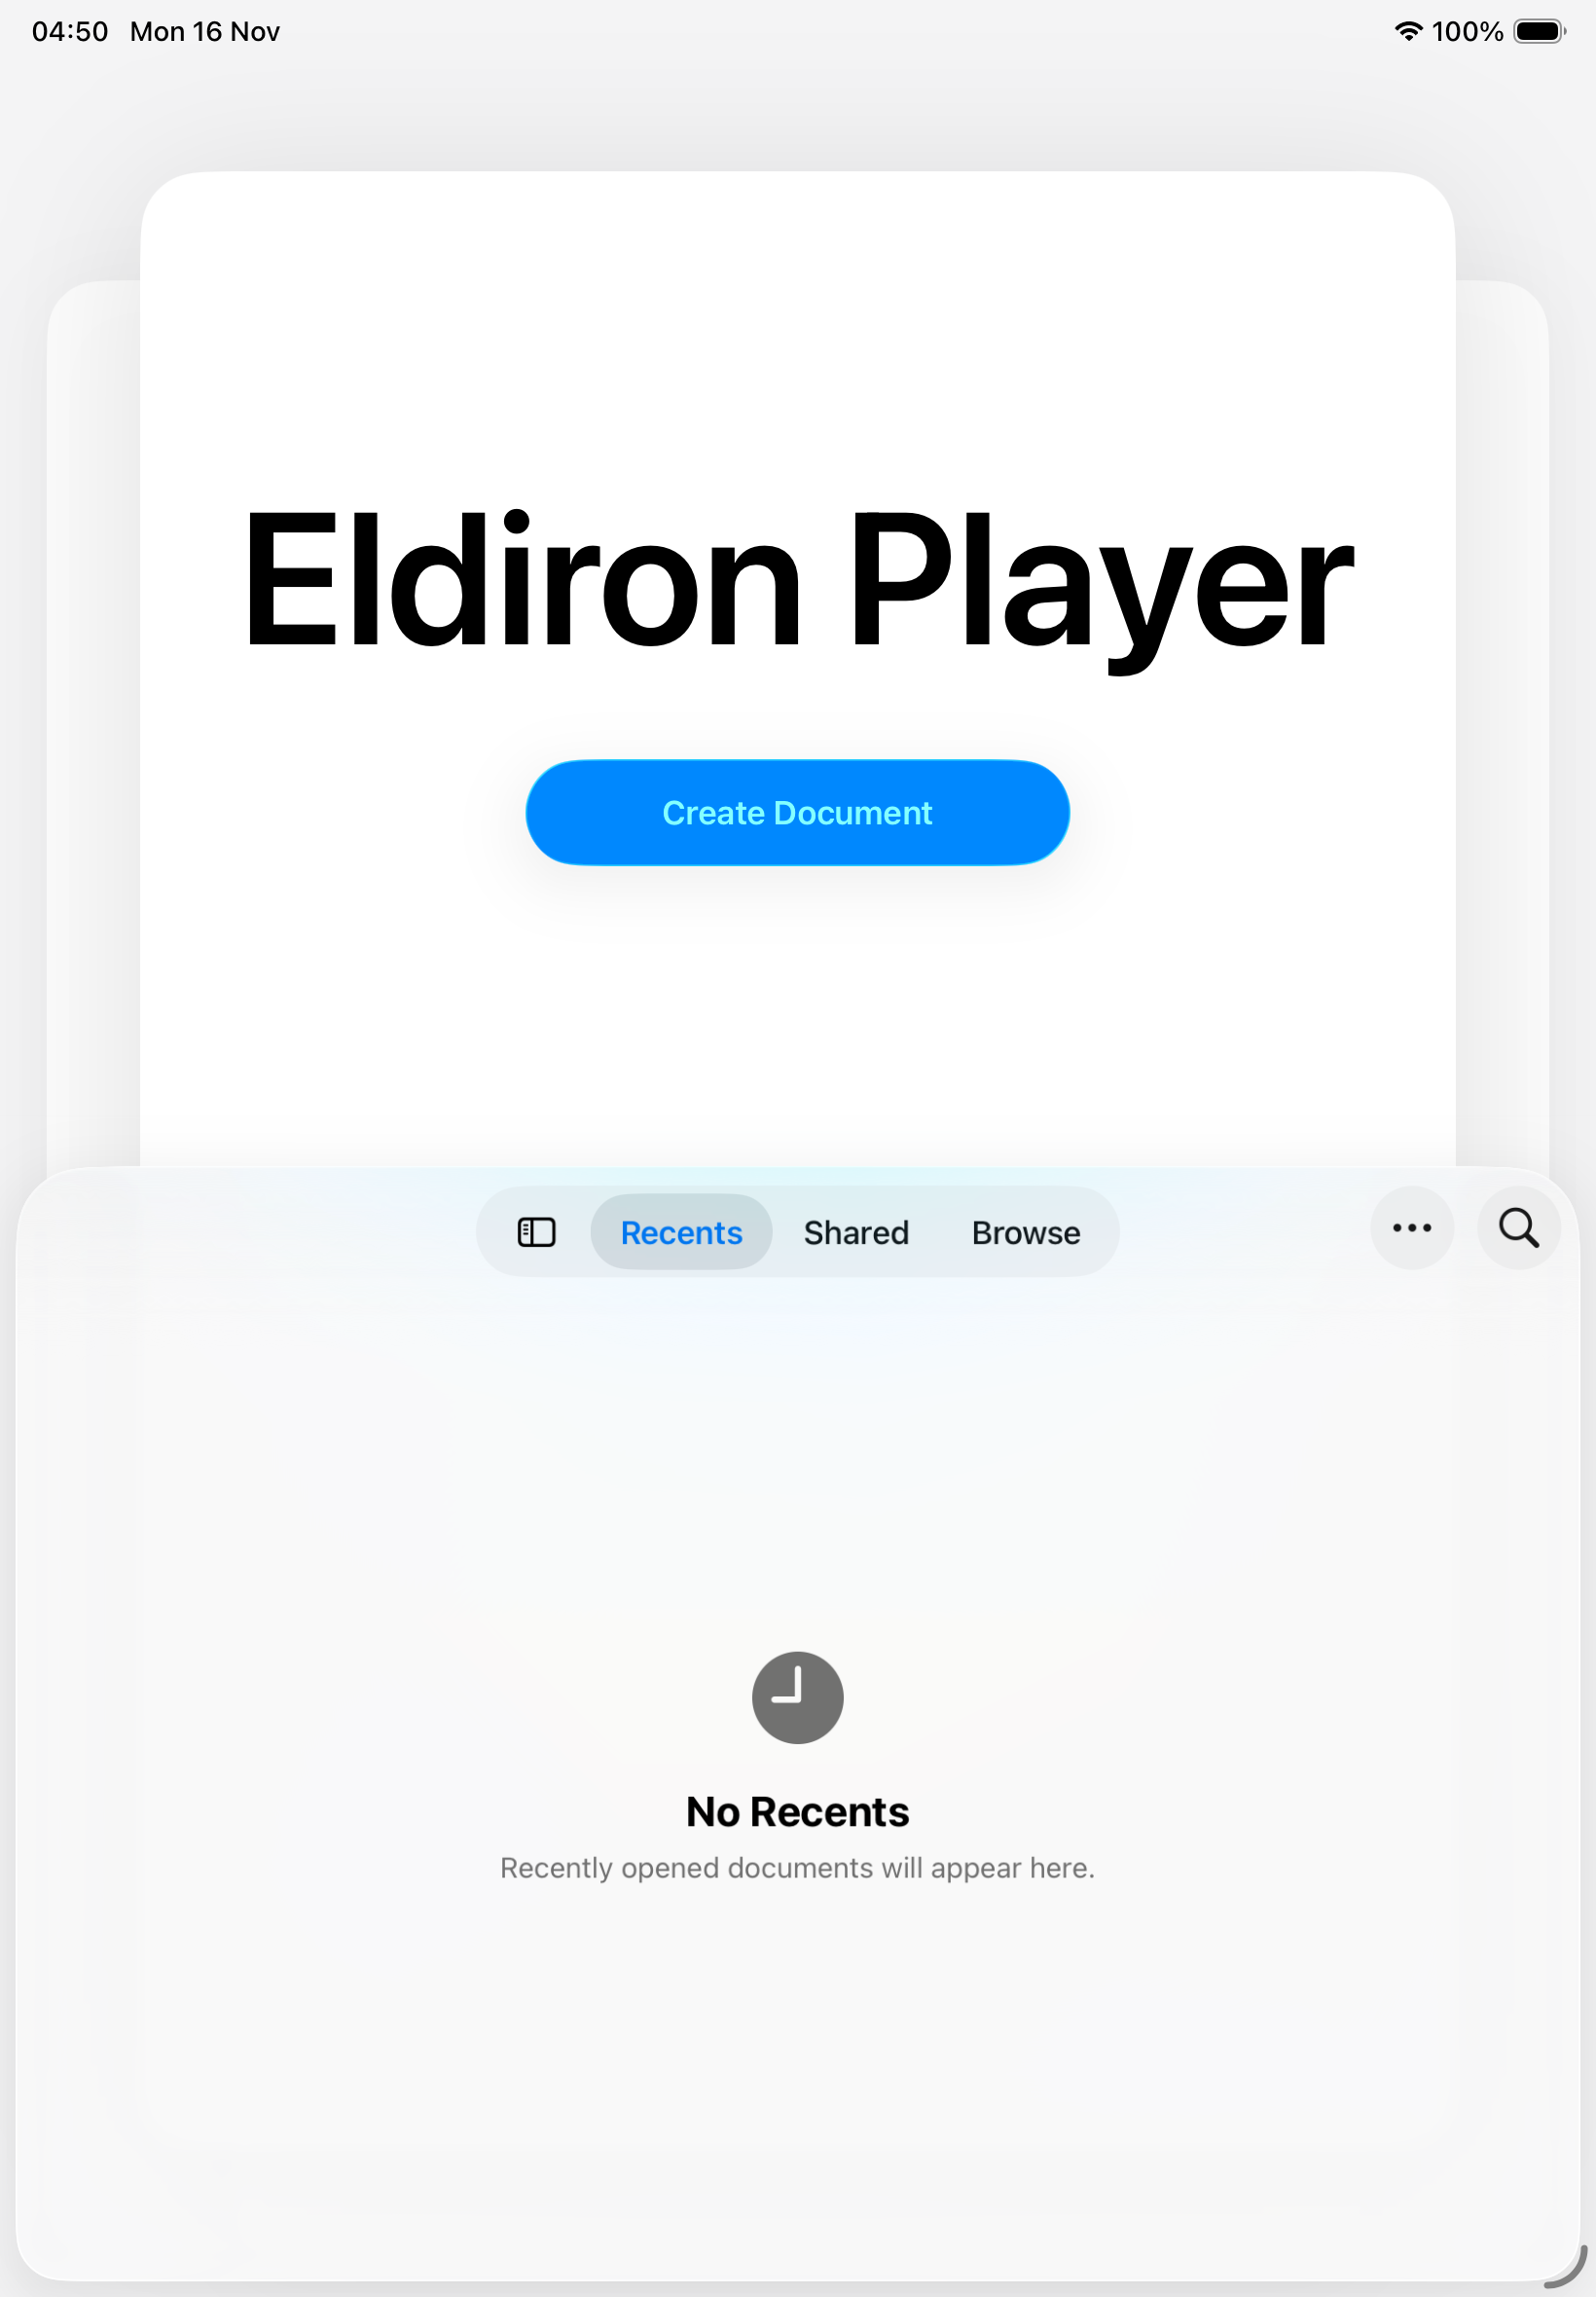 04:50 Mon 16 Nov 100%
Eldiron Player
Create Document
Recents Shared Browse
No Recents
Recently opened documents will appear here.